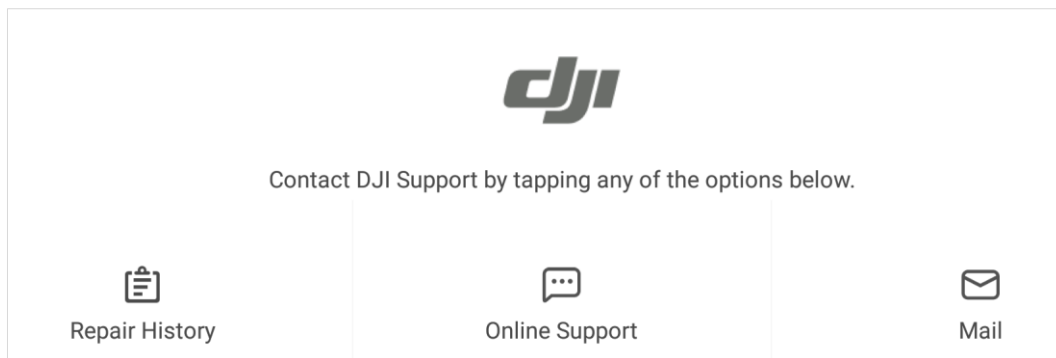 dji
Contact DJI Support by tapping any of the options below.
Repair History
Online Support
Mail